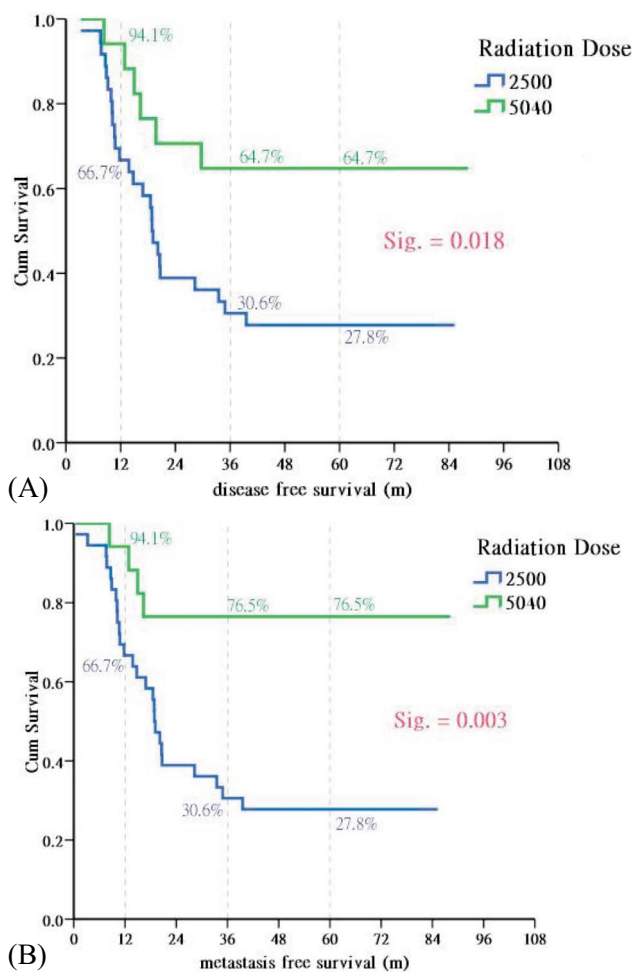 1.0
94.1%
Radiation Dose
2500
5040
0.8
66.7%
64.7%
64.7%
0.6
Cum Survival
Sig. = 0.018
0.4
30.6%
27.8%
0.2
0.0
0 12 24 36 48 60 72 84 96 108
(A)
disease free survival (m)
1.0
94.1%
Radiation Dose
2500
5040
0.8
76.5%
76.5%
66.7%
0.6
Cum Survival
Sig. = 0.003
0.4
30.6%
27.8%
0.2
0.0
0 12 24 36 48 60 72 84 96 108
(B)
metastasis free survival (m)